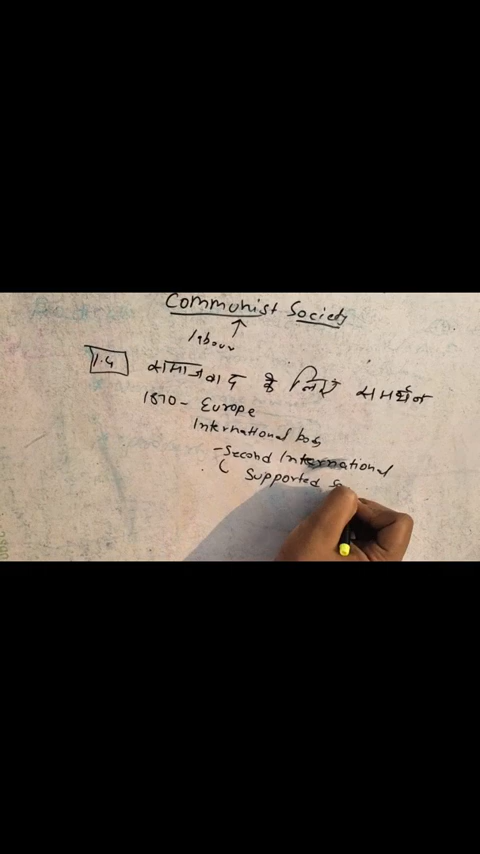 Communist Society
↑
labour
1.4 समाजवाद के लिए समर्थन
1870 - Europe
International body
- Second International
( Supported